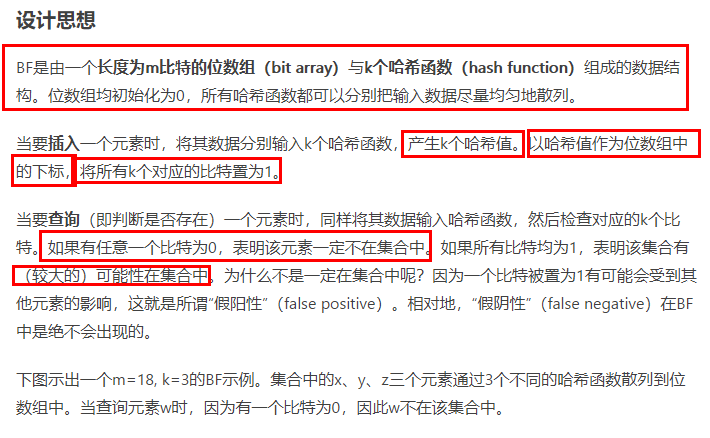 设计思想
BF是由一个长度为m比特的位数组（bit array）与k个哈希函数（hash function）组成的数据结
构。位数组均初始化为0，所有哈希函数都可以分别把输入数据尽量均匀地散列。
当要插入一个元素时，将其数据分别输入k个哈希函数，产生k个哈希值。以哈希值作为位数组中
的下标，将所有k个对应的比特置为1。
当要查询（即判断是否存在）一个元素时，同样将其数据输入哈希函数，然后检查对应的k个比
特。如果有任意一个比特为0，表明该元素一定不在集合中。如果所有比特均为1，表明该集合有
（较大的）可能性在集合中。为什么不是一定在集合中呢？因为一个比特被置为1有可能会受到其
他元素的影响，这就是所谓“假阳性”（false positive）。相对地，“假阴性”（false negative）在BF
中是绝不会出现的。
下图示出一个m=18, k=3的BF示例。集合中的x、y、z三个元素通过3个不同的哈希函数散列到位
数组中。当查询元素w时，因为有一个比特为0，因此w不在该集合中。